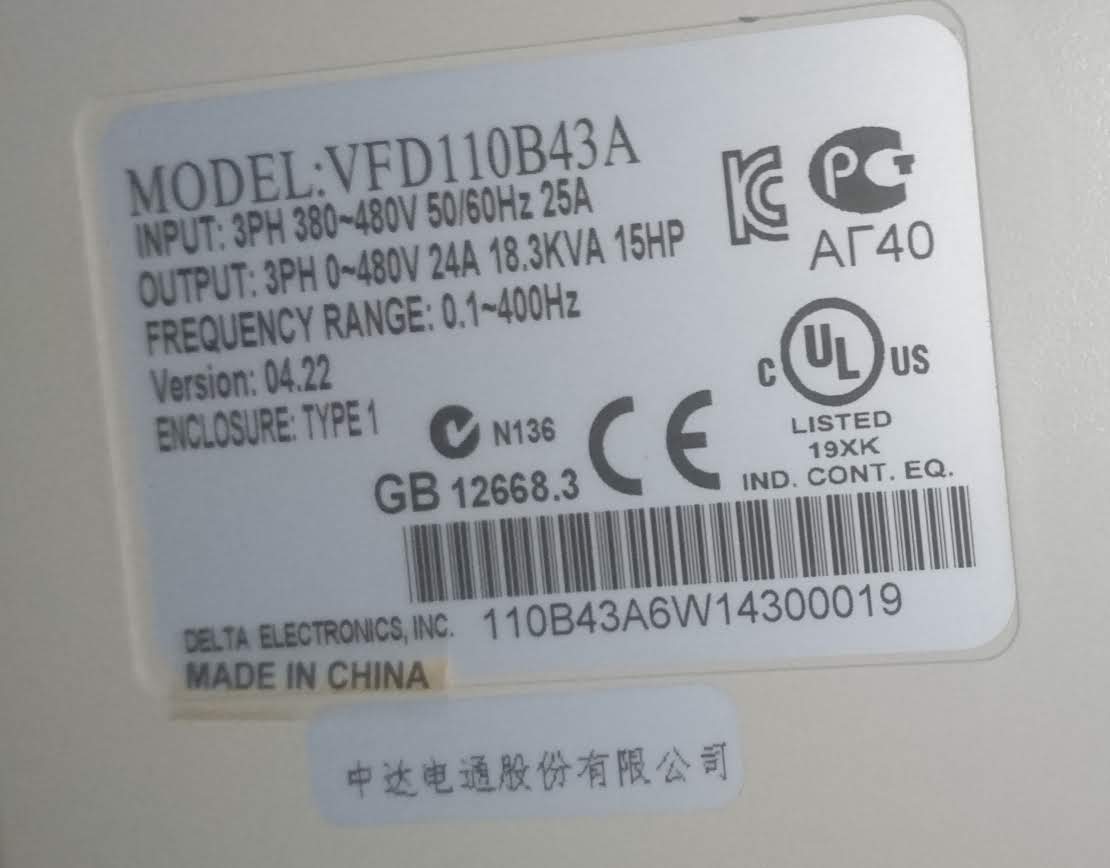 MODEL:VFD110B43A
INPUT: 3PH 380~480V 50/60Hz 25A
OUTPUT: 3PH 0~480V 24A 18.3KVA 15HP
FREQUENCY RANGE: 0.1~400Hz
Version: 04.22
ENCLOSURE: TYPE 1
KC
РСТ
АГ40
C UL US
LISTED
19XK
IND. CONT. EQ.
N136
CE
GB 12668.3
110B43A6W14300019
DELTA ELECTRONICS, INC.
MADE IN CHINA
中达电通股份有限公司